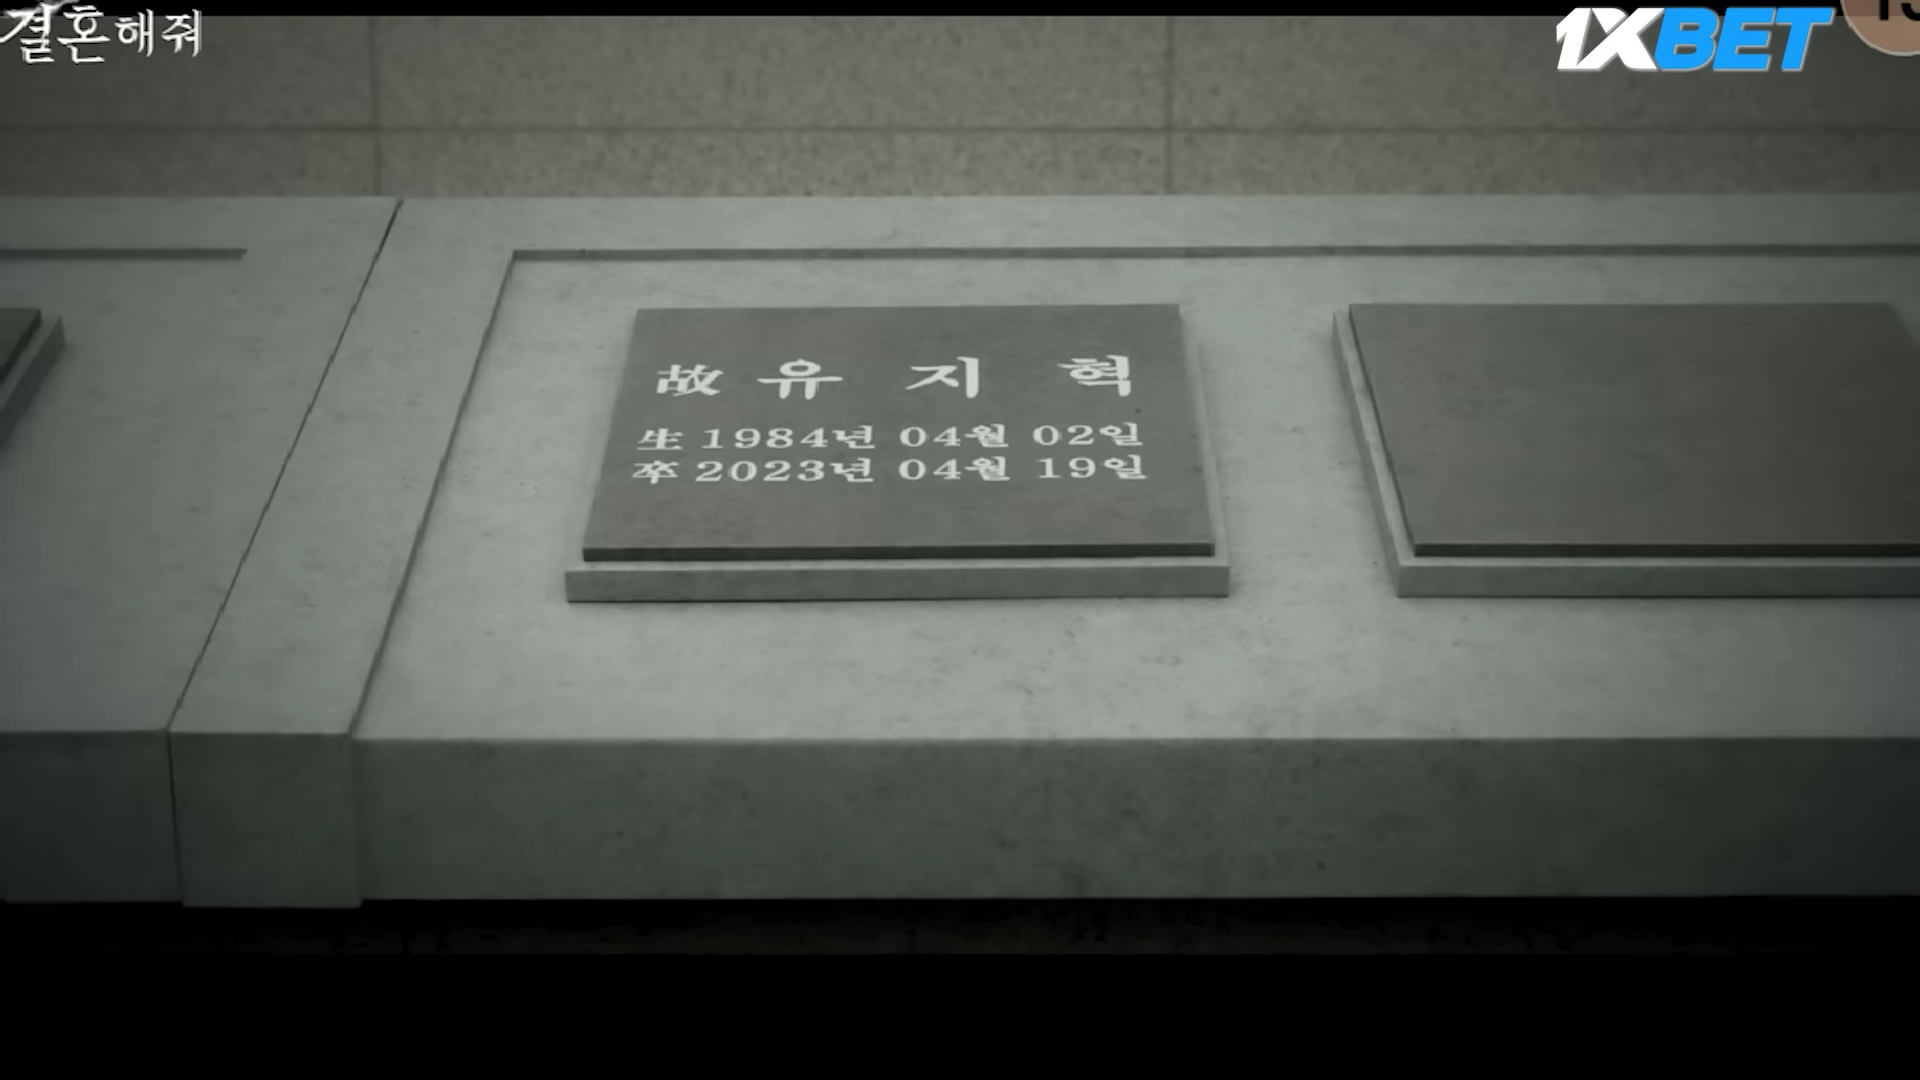 결혼해줘
1XBET
故 유 지 혁
生 1984년 04월 02일
卒 2023년 04월 19일